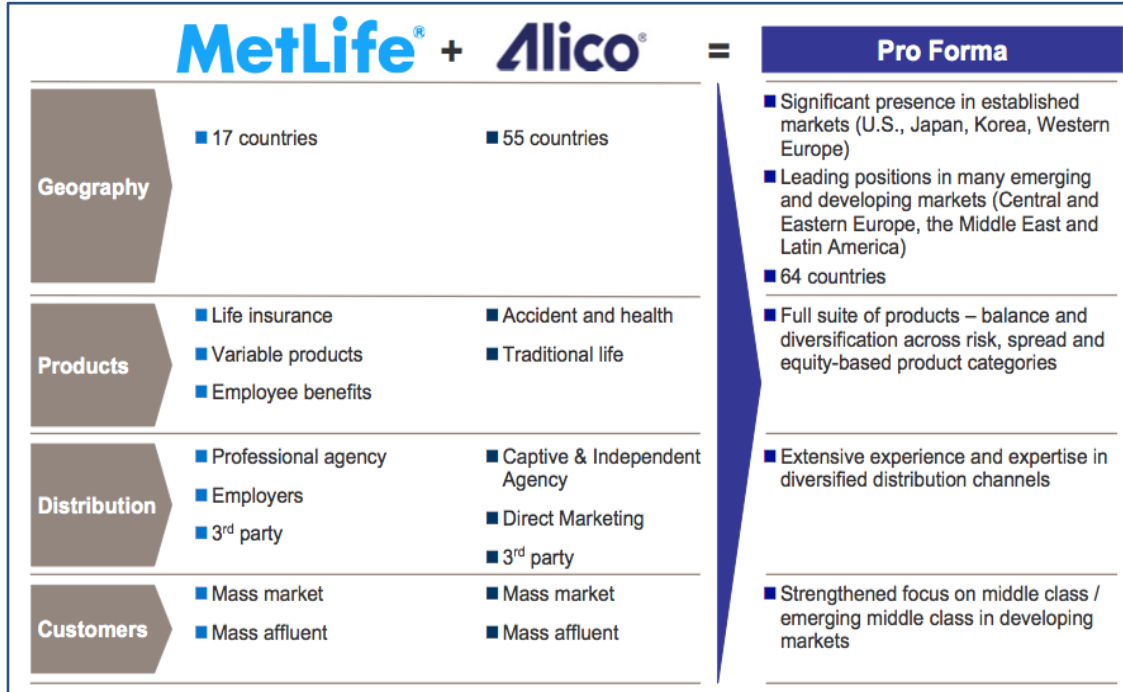 MetLife® + Alico® = Pro Forma
Geography
■ 17 countries
■ 55 countries
■ Significant presence in established
markets (U.S., Japan, Korea, Western
Europe)
■ Leading positions in many emerging
and developing markets (Central and
Eastern Europe, the Middle East and
Latin America)
■ 64 countries
Products
■ Life insurance
■ Variable products
■ Employee benefits
■ Accident and health
■ Traditional life
■ Full suite of products – balance and
diversification across risk, spread and
equity-based product categories
Distribution
■ Professional agency
■ Employers
■ 3rd party
■ Captive & Independent
Agency
■ Direct Marketing
■ 3rd party
■ Extensive experience and expertise in
diversified distribution channels
Customers
■ Mass market
■ Mass affluent
■ Mass market
■ Mass affluent
■ Strengthened focus on middle class /
emerging middle class in developing
markets